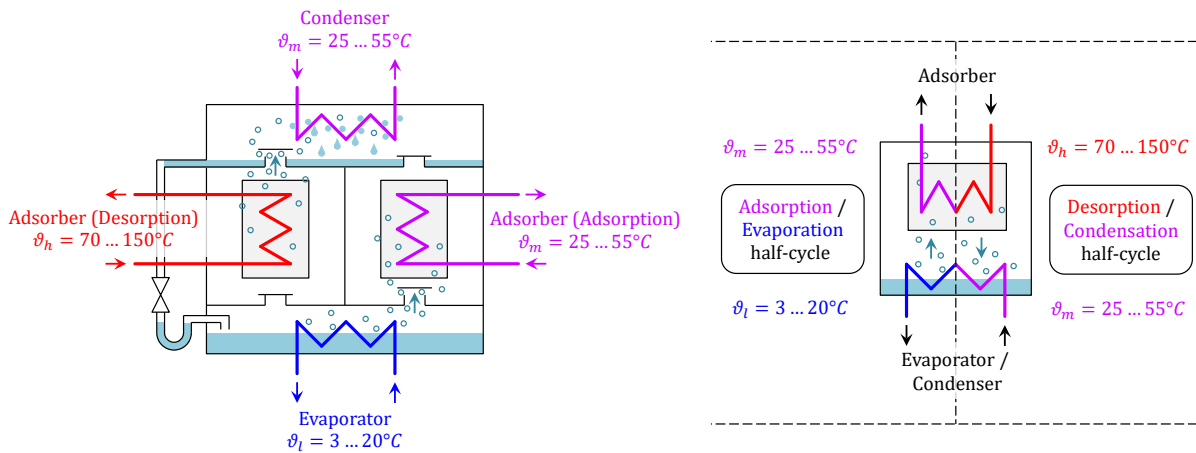 Condenser
ϑm = 25 … 55°C
Adsorber (Desorption)
ϑh = 70 … 150°C
Adsorber (Adsorption)
ϑm = 25 … 55°C
Evaporator
ϑl = 3 … 20°C
Adsorber
ϑm = 25 … 55°C
ϑh = 70 … 150°C
Adsorption /
Evaporation
half-cycle
Desorption /
Condensation
half-cycle
ϑl = 3 … 20°C
ϑm = 25 … 55°C
Evaporator /
Condenser